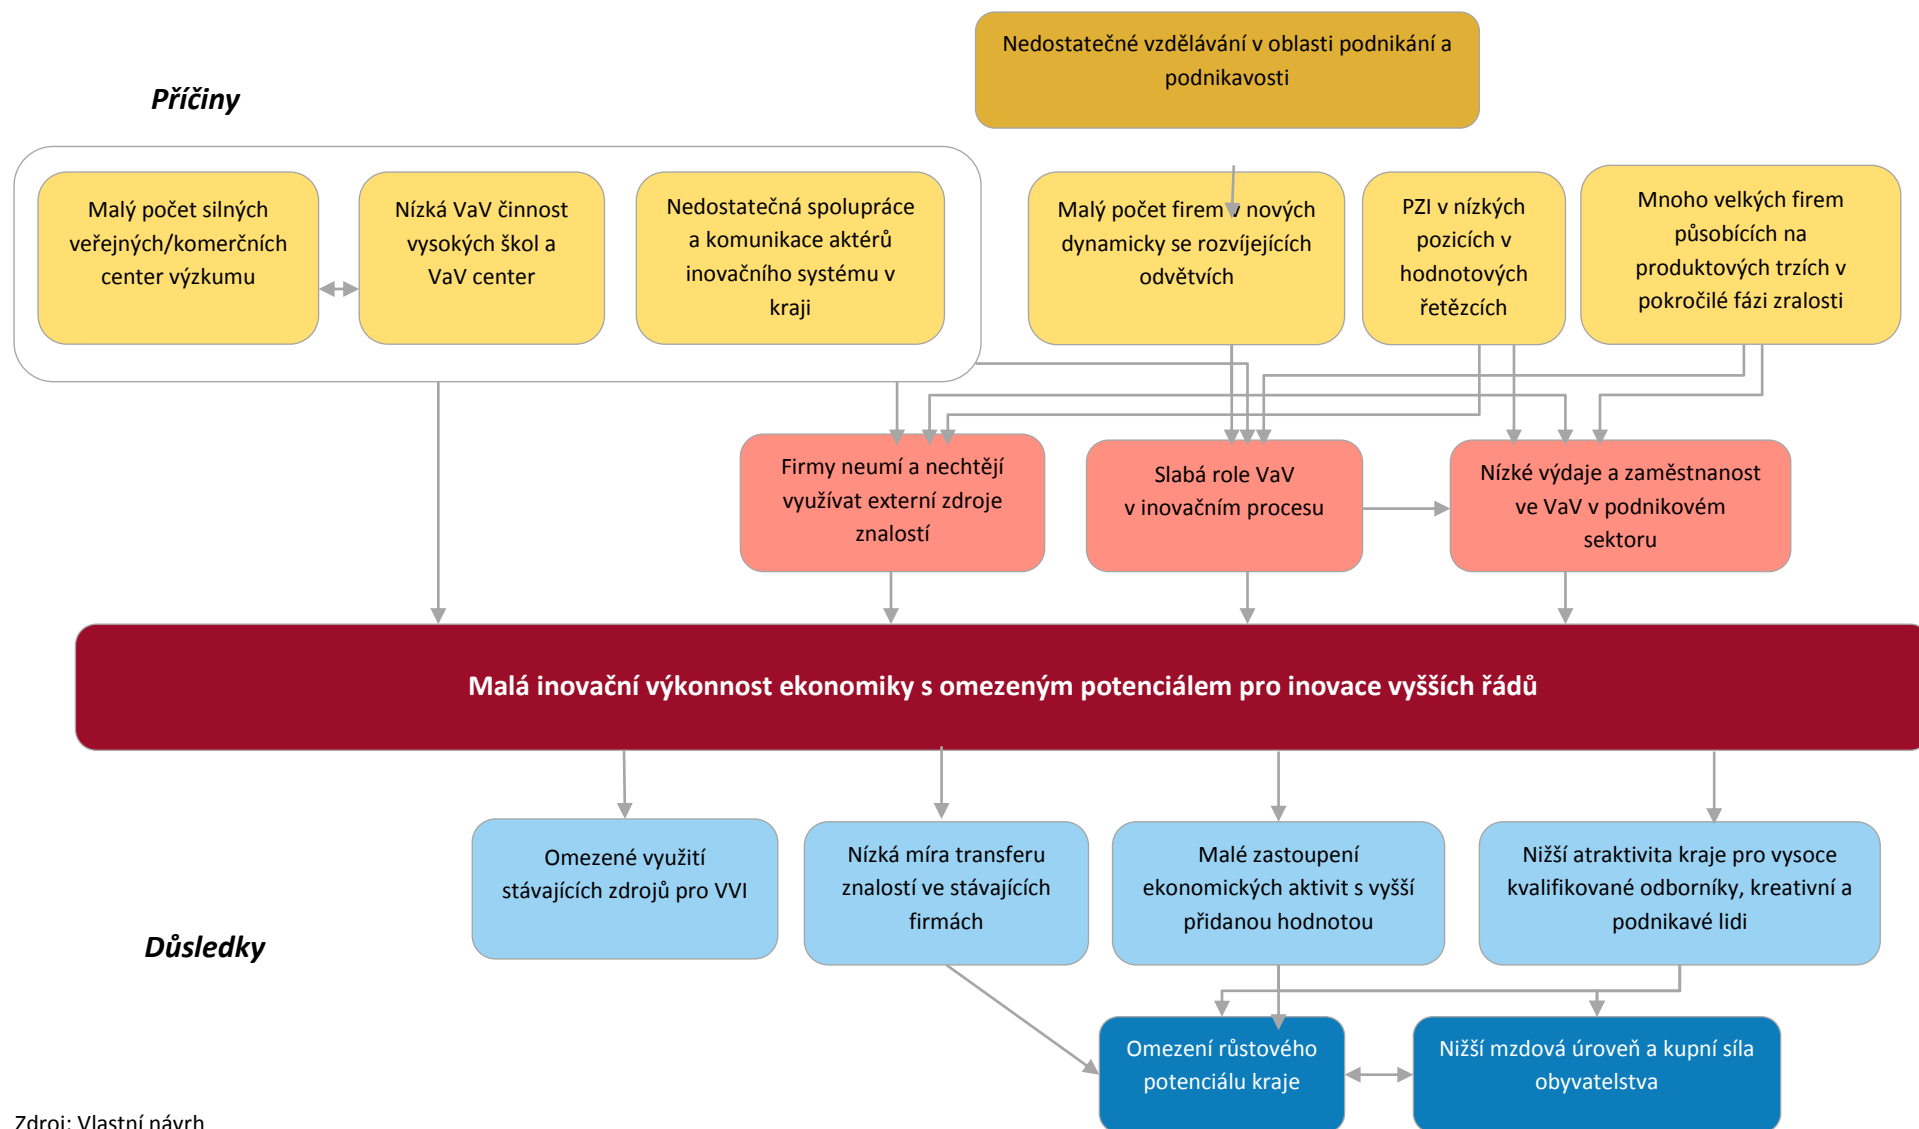 Nedostatečné vzdělávání v oblasti podnikání a
podnikavosti
Příčiny
Malý počet silných
veřejných/komerčních
center výzkumu
Nízká VaV činnost
vysokých škol a
VaV center
Nedostatečná spolupráce
a komunikace aktérů
inovačního systému v
kraji
Malý počet firem v nových
dynamicky se rozvíjejících
odvětvích
PZI v nízkých
pozicích v
hodnotových
řetězcích
Mnoho velkých firem
působících na
produktových trzích v
pokročilé fázi zralosti
Firmy neumí a nechtějí
využívat externí zdroje
znalostí
Slabá role VaV
v inovačním procesu
Nízké výdaje a zaměstnanost
ve VaV v podnikovém
sektoru
Malá inovační výkonnost ekonomiky s omezeným potenciálem pro inovace vyšších řádů
Omezené využití
stávajících zdrojů pro VVI
Nízká míra transferu
znalostí ve stávajících
firmách
Malé zastoupení
ekonomických aktivit s vyšší
přidanou hodnotou
Nižší atraktivita kraje pro vysoce
kvalifikované odborníky, kreativní a
podnikavé lidi
Důsledky
Omezení růstového
potenciálu kraje
Nižší mzdová úroveň a kupní síla
obyvatelstva
Zdroj: Vlastní návrh